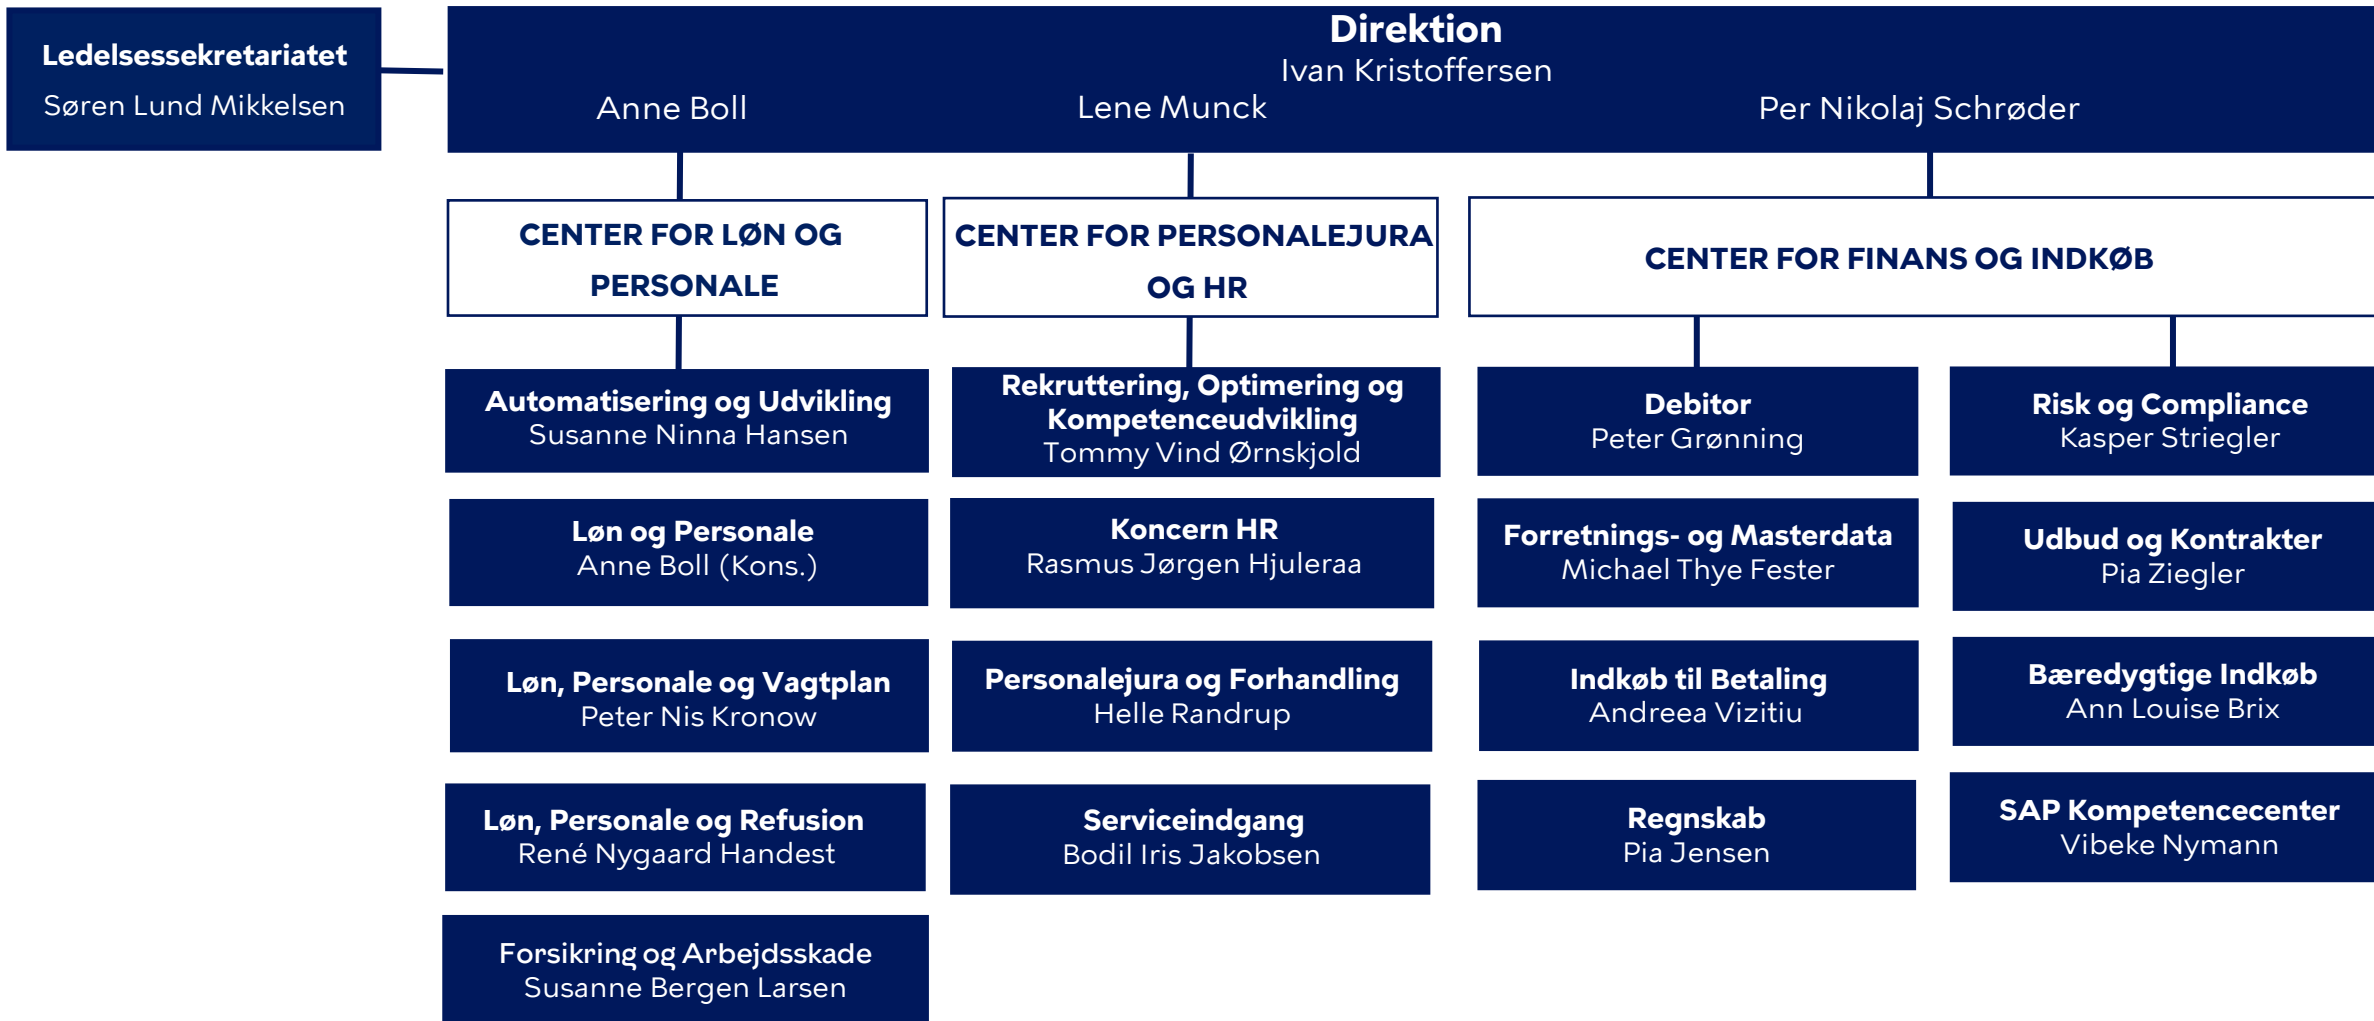 Ledelsessekretariatet
Søren Lund Mikkelsen
Direktion
Ivan Kristoffersen
Anne Boll
Lene Munck
Per Nikolaj Schrøder
CENTER FOR LØN OG
PERSONALE
CENTER FOR PERSONALEJURA
OG HR
CENTER FOR FINANS OG INDKØB
Automatisering og Udvikling
Susanne Ninna Hansen
Løn og Personale
Anne Boll (Kons.)
Løn, Personale og Vagtplan
Peter Nis Kronow
Løn, Personale og Refusion
René Nygaard Handest
Forsikring og Arbejdsskade
Susanne Bergen Larsen
Rekruttering, Optimering og
Kompetenceudvikling
Tommy Vind Ørnskjold
Koncern HR
Rasmus Jørgen Hjuleraa
Personalejura og Forhandling
Helle Randrup
Serviceindgang
Bodil Iris Jakobsen
Debitor
Peter Grønning
Forretnings- og Masterdata
Michael Thye Fester
Indkøb til Betaling
Andreea Vizitiu
Regnskab
Pia Jensen
Risk og Compliance
Kasper Striegler
Udbud og Kontrakter
Pia Ziegler
Bæredygtige Indkøb
Ann Louise Brix
SAP Kompetencecenter
Vibeke Nymann